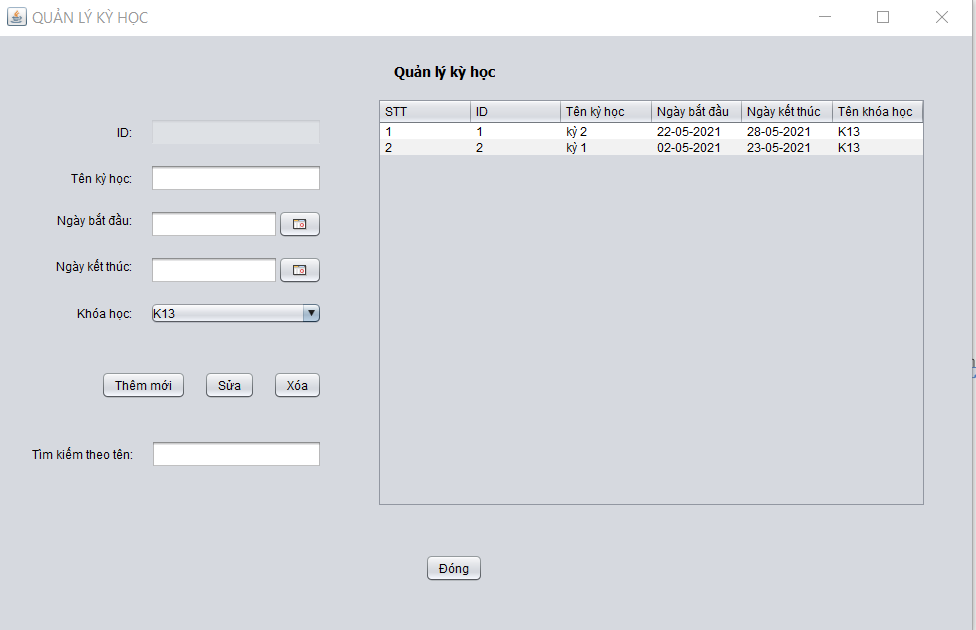 QUẢN LÝ KỲ HỌC
Quản lý kỳ học
ID:
Tên kỳ học:
Ngày bắt đầu:
Ngày kết thúc:
Khóa học: K13
Thêm mới Sửa Xóa
Tìm kiếm theo tên:
STT ID Tên kỳ học Ngày bắt đầu Ngày kết thúc Tên khóa học
1 1 kỳ 2 22-05-2021 28-05-2021 K13
2 2 kỳ 1 02-05-2021 23-05-2021 K13
Đóng